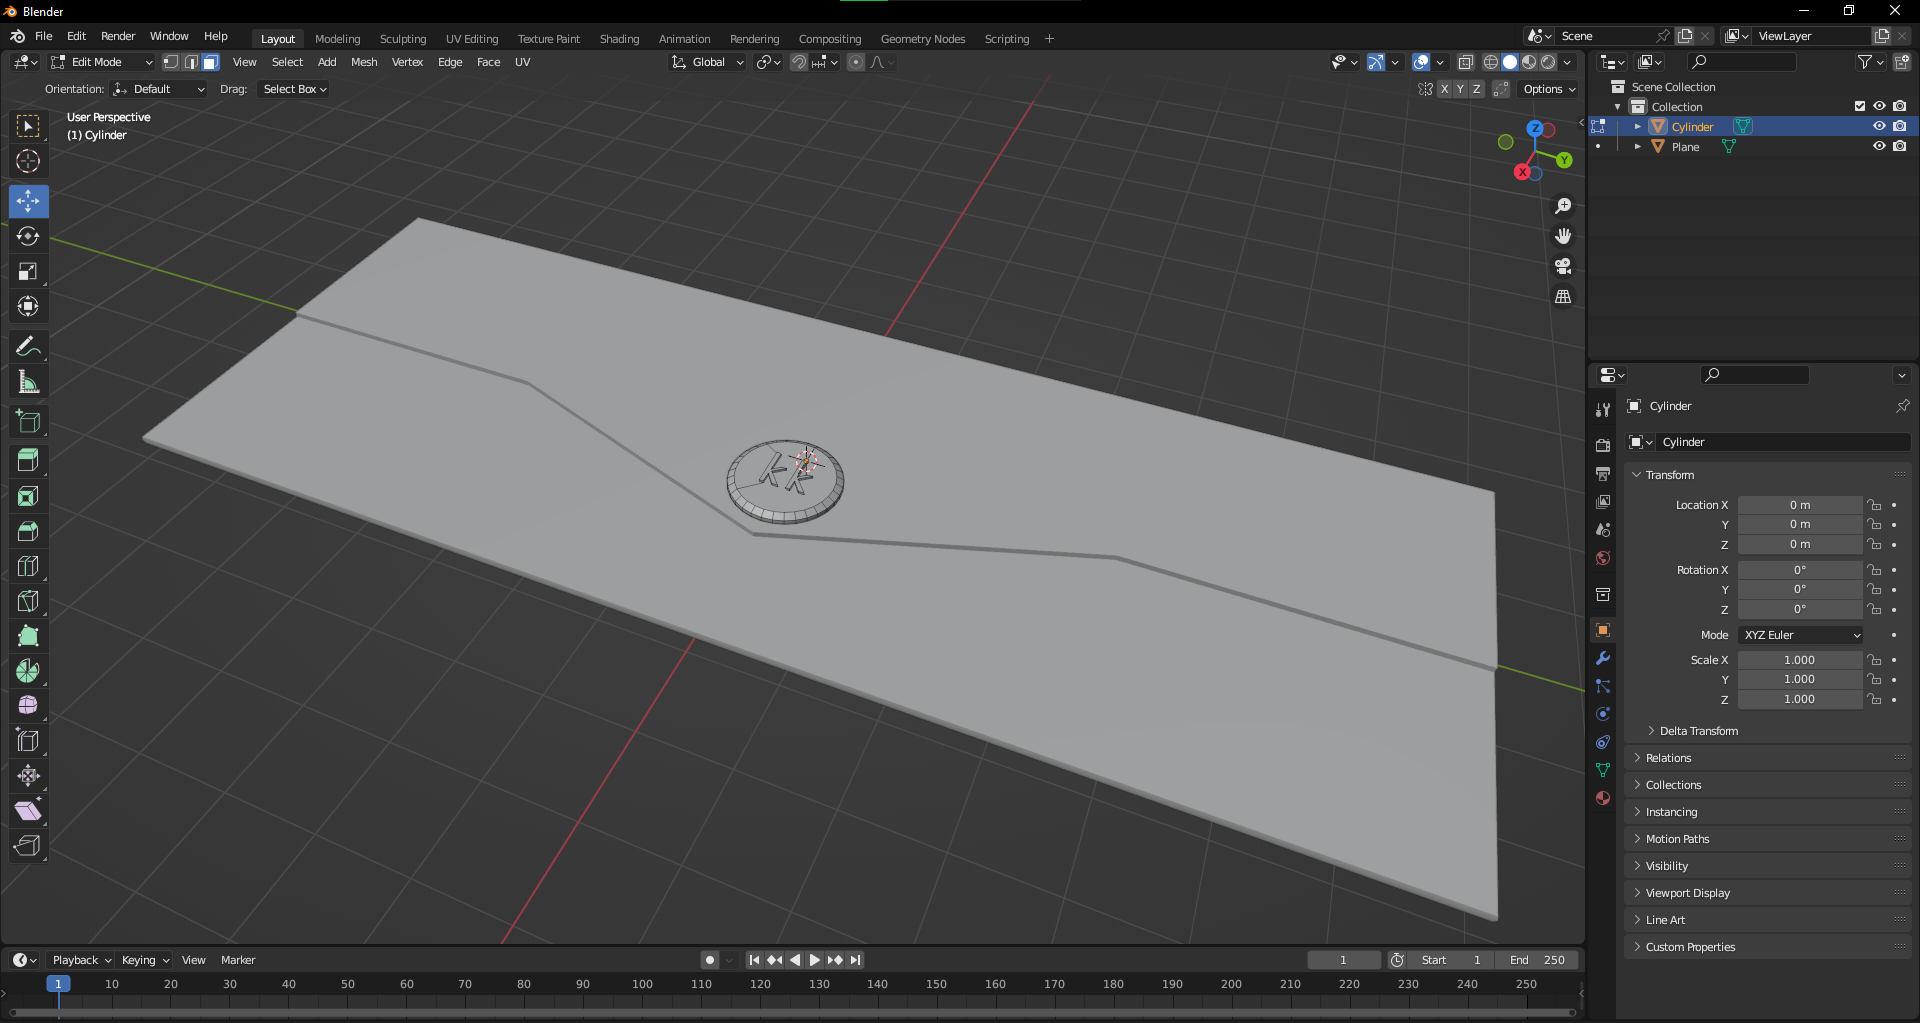 Blender
File Edit Render Window Help Layout Modeling Sculpting UV Editing Texture Paint Shading Animation Rendering Compositing Geometry Nodes Scripting + Scene ViewLayer
Edit Mode View Select Add Mesh Vertex Edge Face UV Global
Orientation: Default Drag: Select Box X Y Z Options
User Perspective
(1) Cylinder
Z
Y
X
KK
Scene Collection
Collection
Cylinder
Plane
Cylinder
Cylinder
Transform
Location X 0 m
Y 0 m
Z 0 m
Rotation X 0°
Y 0°
Z 0°
Mode XYZ Euler
Scale X 1.000
Y 1.000
Z 1.000
Delta Transform
Relations
Collections
Instancing
Motion Paths
Visibility
Viewport Display
Line Art
Custom Properties
Playback Keying View Marker 1 Start 1 End 250
1 10 20 30 40 50 60 70 80 90 100 110 120 130 140 150 160 170 180 190 200 210 220 230 240 250